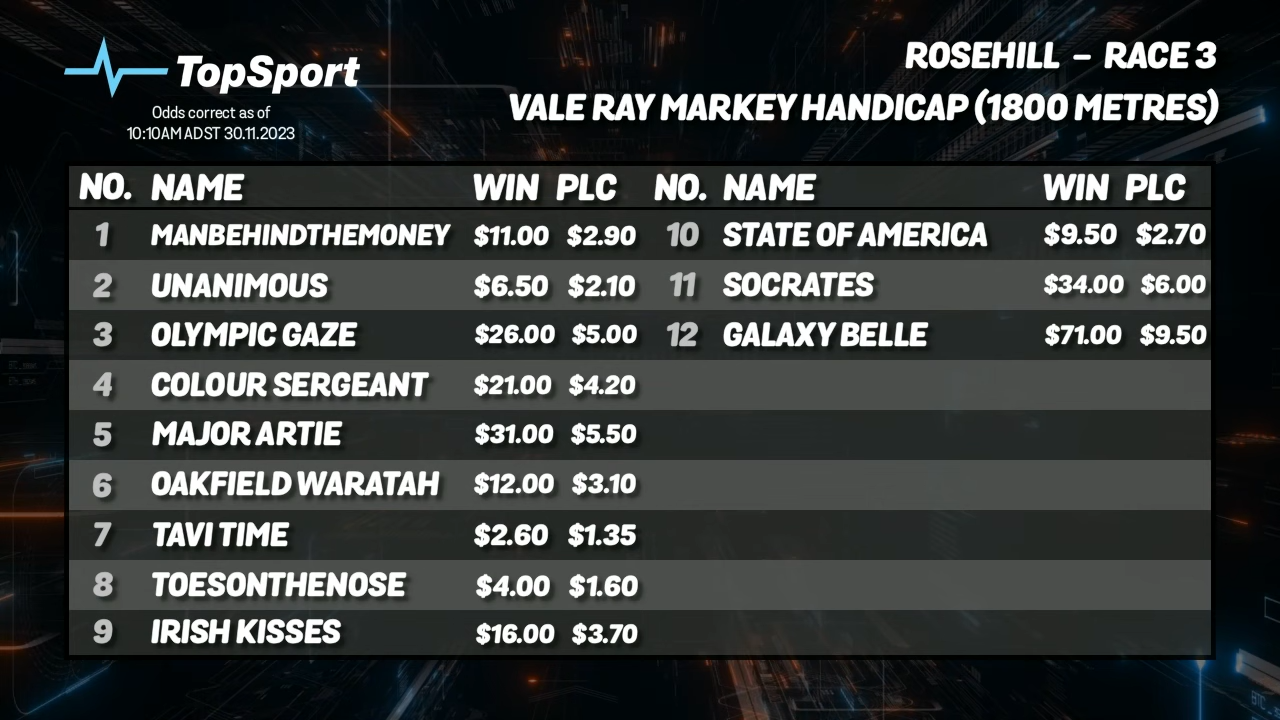 TopSport
Odds correct as of
10:10AM ADST 30.11.2023
ROSEHILL – RACE 3
VALE RAY MARKEY HANDICAP (1800 METRES)
NO. NAME WIN PLC NO. NAME WIN PLC
1 MANBEHINDTHEMONEY $11.00 $2.90 10 STATE OF AMERICA $9.50 $2.70
2 UNANIMOUS $6.50 $2.10 11 SOCRATES $34.00 $6.00
3 OLYMPIC GAZE $26.00 $5.00 12 GALAXY BELLE $71.00 $9.50
4 COLOUR SERGEANT $21.00 $4.20
5 MAJOR ARTIE $31.00 $5.50
6 OAKFIELD WARATAH $12.00 $3.10
7 TAVI TIME $2.60 $1.35
8 TOESONTHENOSE $4.00 $1.60
9 IRISH KISSES $16.00 $3.70